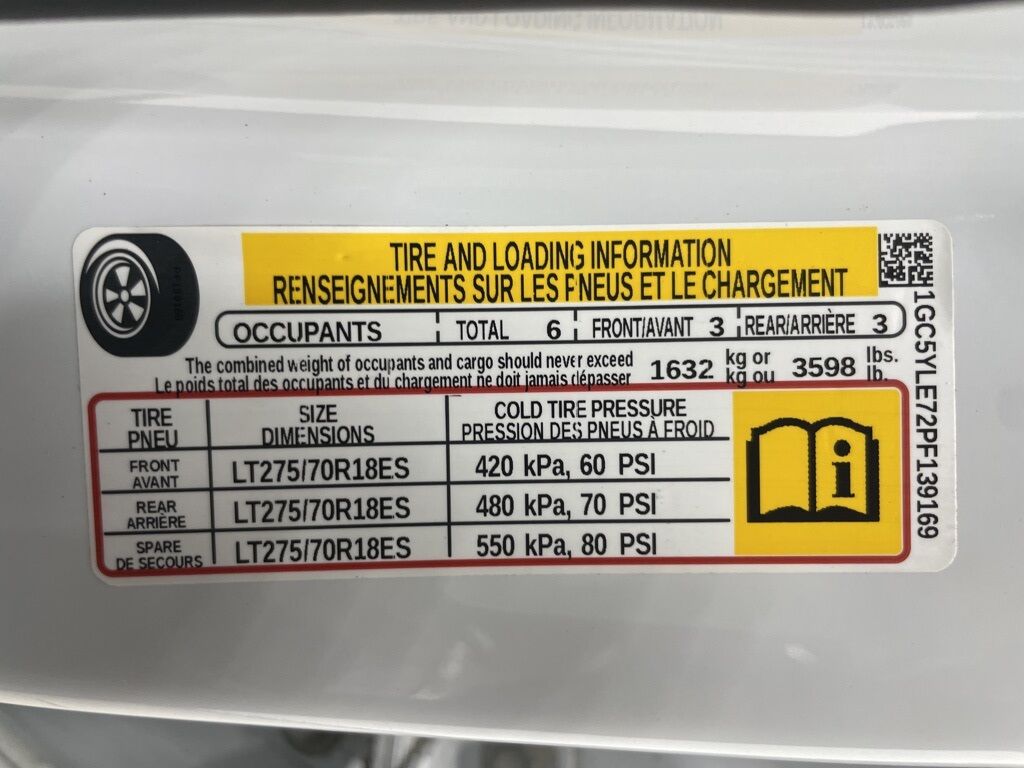 TIRE AND LOADING INFORMATION
RENSEIGNEMENTS SUR LES PNEUS ET LE CHARGEMENT
OCCUPANTS TOTAL 6 FRONT/AVANT 3 REAR/ARRIÈRE 3
The combined weight of occupants and cargo should never exceed 1632 kg or 3598 lbs.
Le poids total des occupants et du chargement ne doit jamais dépasser kg ou lb.
TIRE SIZE COLD TIRE PRESSURE
PNEU DIMENSIONS PRESSION DES PNEUS À FROID
FRONT AVANT LT275/70R18ES 420 kPa, 60 PSI
REAR ARRIÈRE LT275/70R18ES 480 kPa, 70 PSI
SPARE DE SECOURS LT275/70R18ES 550 kPa, 80 PSI
1GC5YLE72PF139169